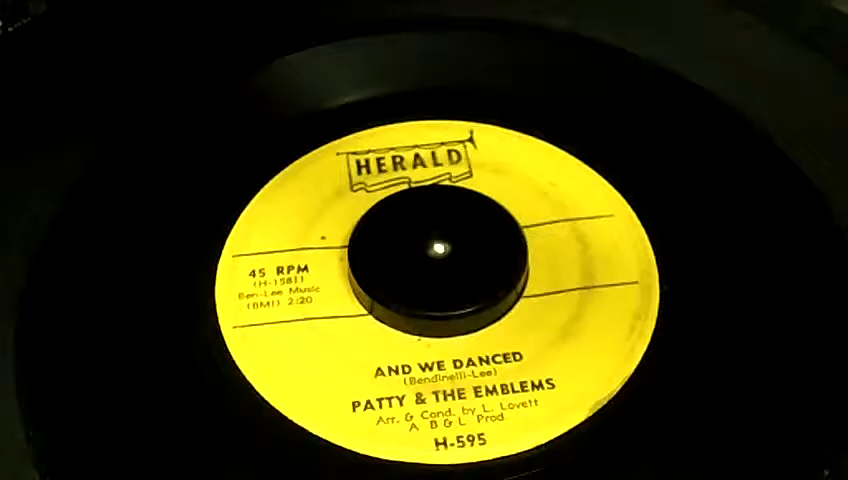 HERALD
45 RPM
(H-1581)
Ben-Lee Music
(BMI) 2:20
AND WE DANCED
(Bendinelli-Lee)
PATTY & THE EMBLEMS
Arr. & Cond. by L. Lovett
A B & L Prod.
H-595